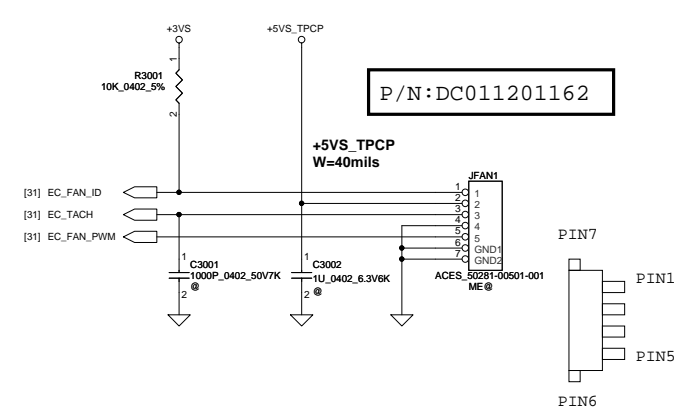 +3VS
+5VS_TPCP
1
R3001
10K_0402_5%
2
P/N:DC011201162
+5VS_TPCP
W=40mils
JFAN1
[31] EC_FAN_ID
1 1
2 2
[31] EC_TACH
3 3
4 4
[31] EC_FAN_PWM
5 5
6 GND1
7 GND2
1
C3001
1000P_0402_50V7K
@
2
1
C3002
1U_0402_6.3V6K
@
2
ACES_50281-00501-001
ME@
PIN7
PIN1
PIN5
PIN6